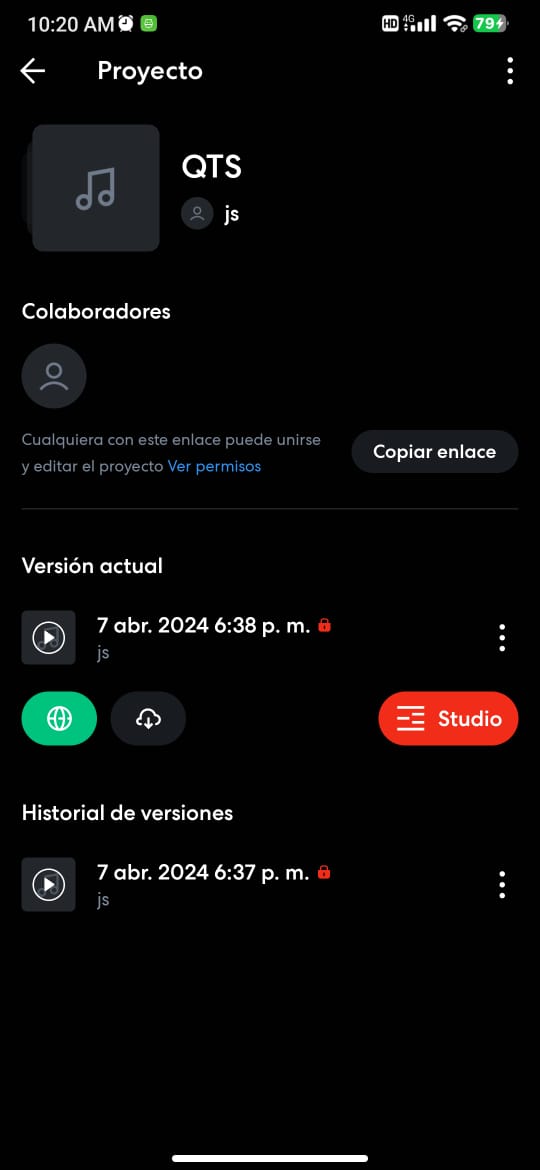 10:20 AM
HD 4G 79
Proyecto
QTS
js
Colaboradores
Cualquiera con este enlace puede unirse
y editar el proyecto Ver permisos
Copiar enlace
Versión actual
7 abr. 2024 6:38 p. m.
js
Studio
Historial de versiones
7 abr. 2024 6:37 p. m.
js